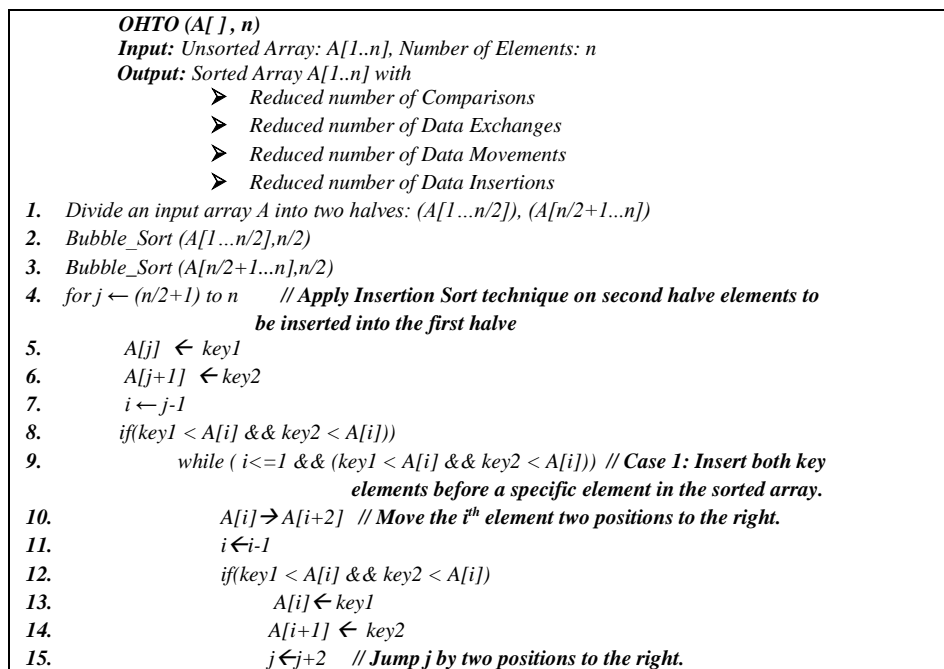 OHTO (A[ ] , n)
Input: Unsorted Array: A[1..n], Number of Elements: n
Output: Sorted Array A[1..n] with
➢ Reduced number of Comparisons
➢ Reduced number of Data Exchanges
➢ Reduced number of Data Movements
➢ Reduced number of Data Insertions
1. Divide an input array A into two halves: (A[1...n/2]), (A[n/2+1...n])
2. Bubble_Sort (A[1...n/2],n/2)
3. Bubble_Sort (A[n/2+1...n],n/2)
4. for j ← (n/2+1) to n // Apply Insertion Sort technique on second halve elements to
be inserted into the first halve
5. A[j] ← key1
6. A[j+1] ← key2
7. i ← j-1
8. if(key1 < A[i] && key2 < A[i]))
9. while ( i<=1 && (key1 < A[i] && key2 < A[i])) // Case 1: Insert both key
elements before a specific element in the sorted array.
10. A[i]→ A[i+2] // Move the iᵗʰ element two positions to the right.
11. i←i-1
12. if(key1 < A[i] && key2 < A[i])
13. A[i]← key1
14. A[i+1] ← key2
15. j←j+2 // Jump j by two positions to the right.